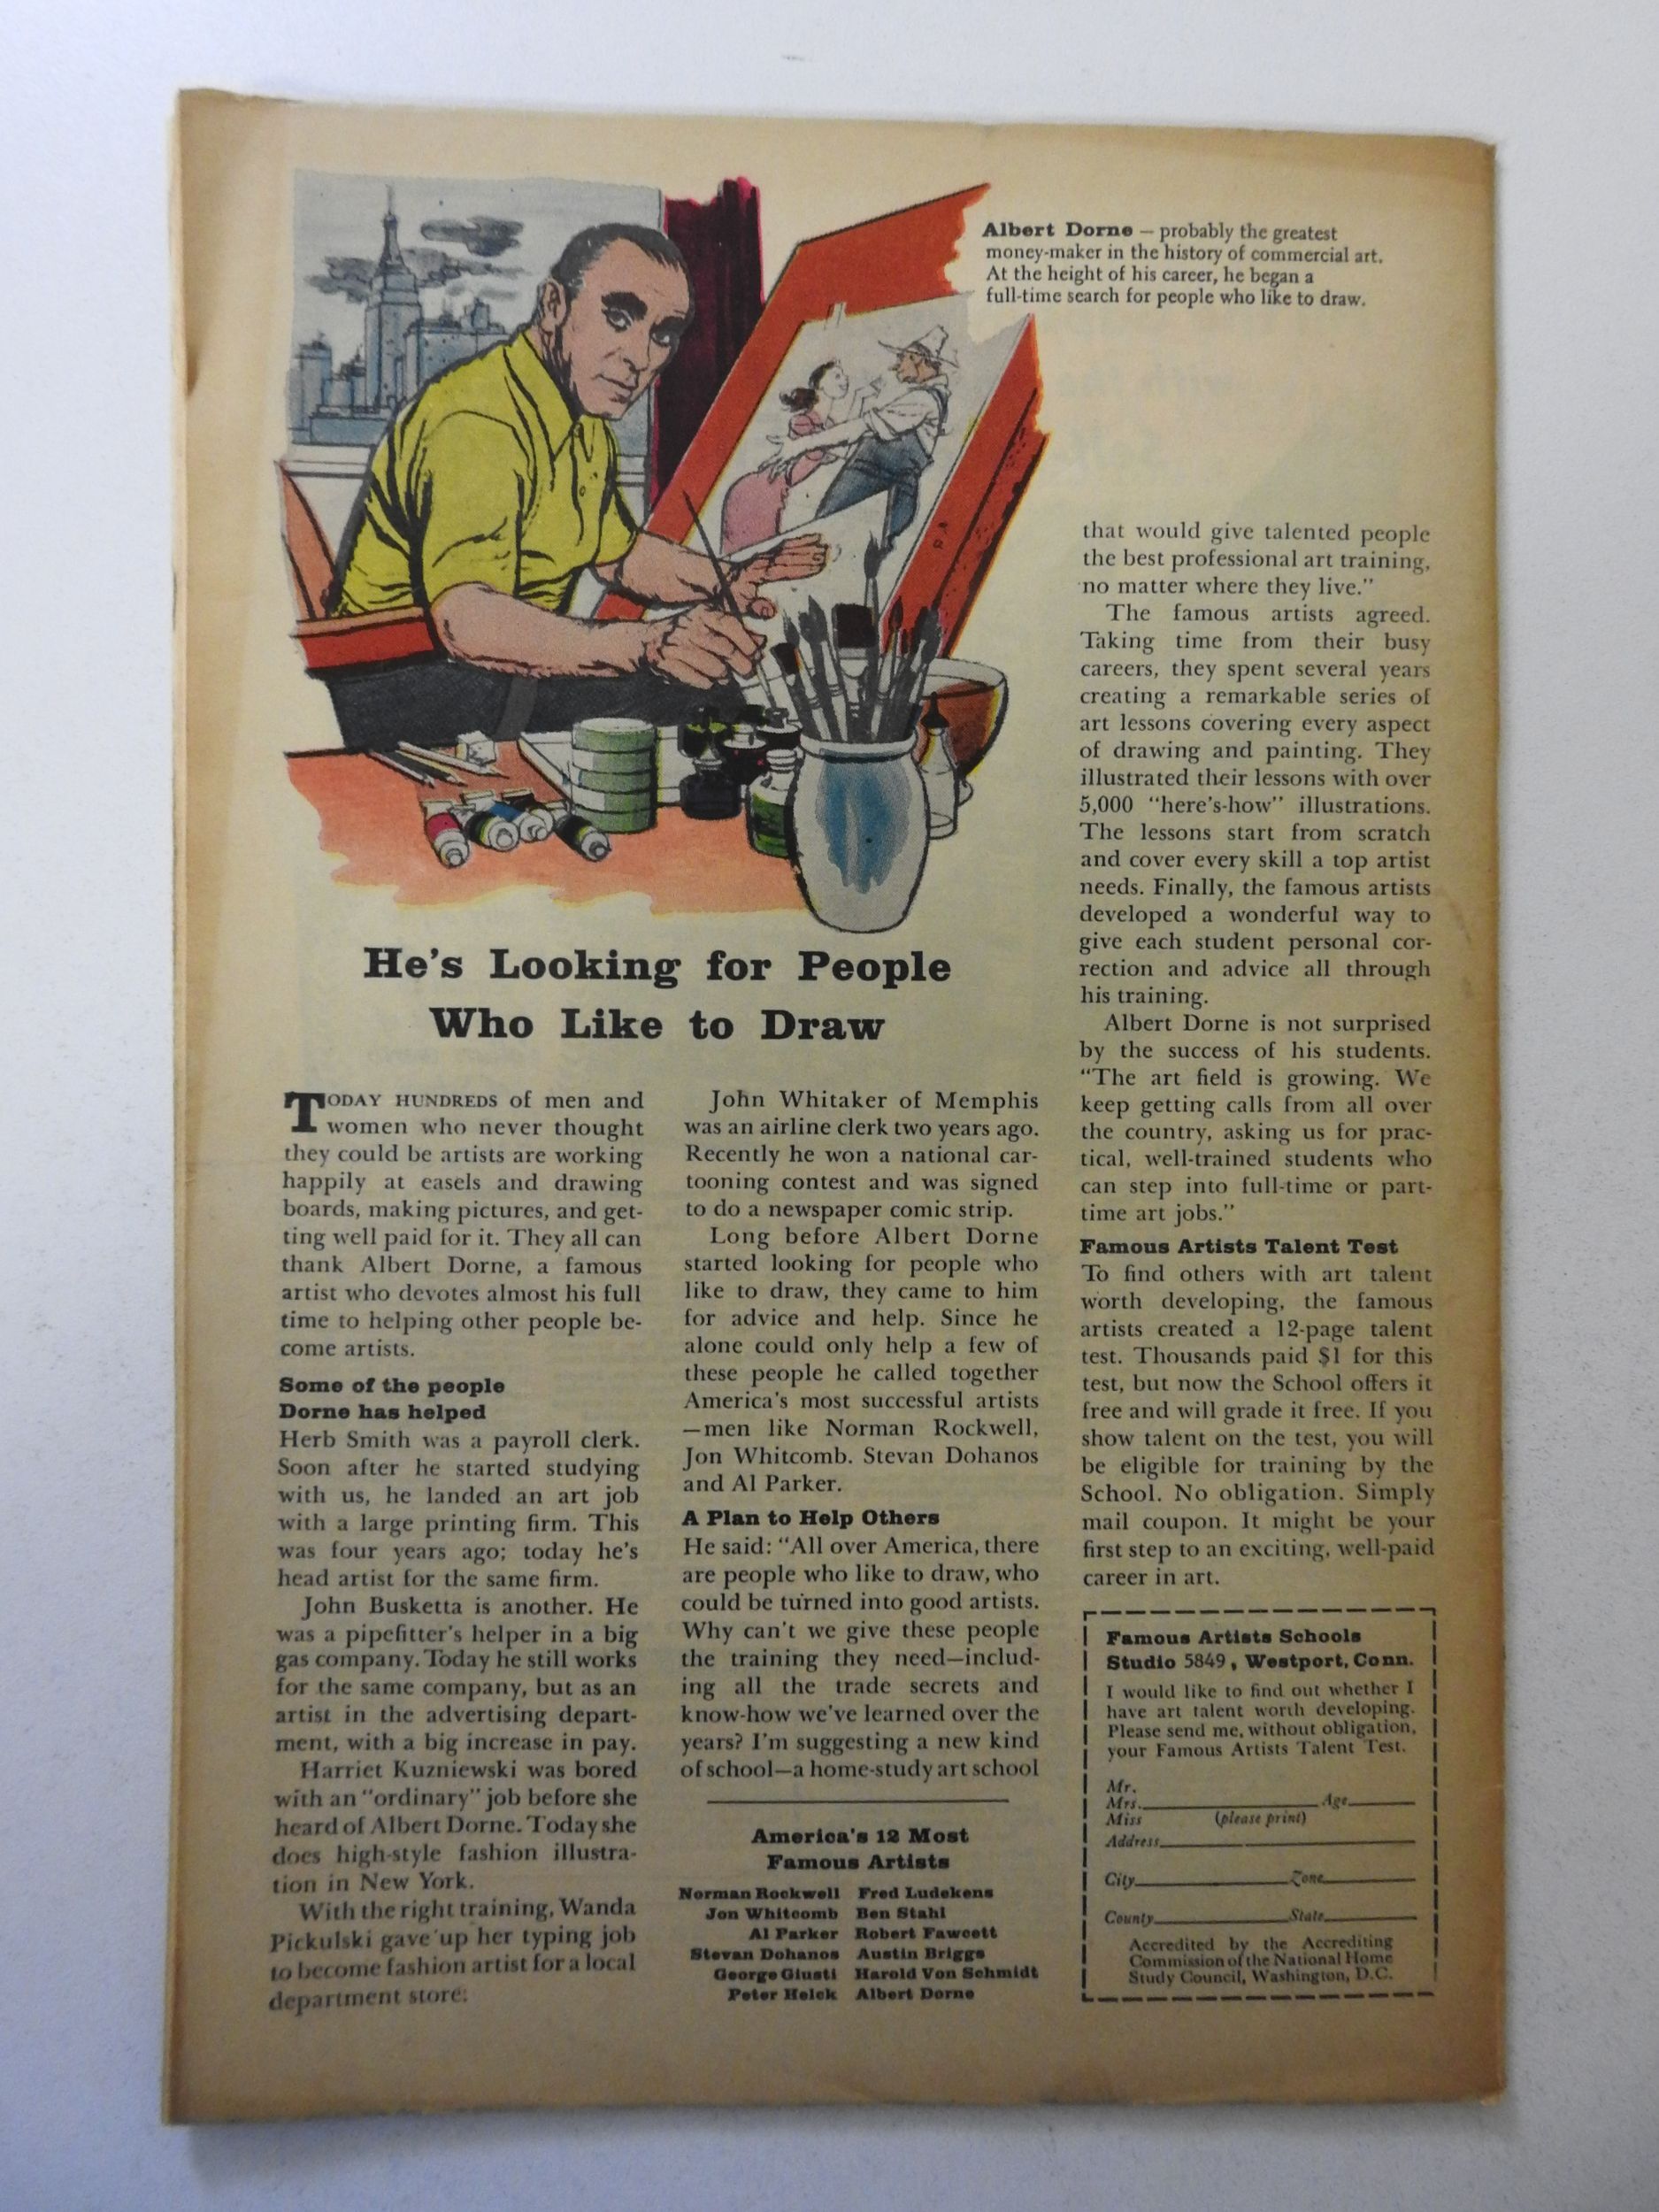 Albert Dorne — probably the greatest
money-maker in the history of commercial art.
At the height of his career, he began a
full-time search for people who like to draw.
He's Looking for People
Who Like to Draw
TODAY HUNDREDS of men and
women who never thought
they could be artists are working
happily at easels and drawing
boards, making pictures, and get-
ting well paid for it. They all can
thank Albert Dorne, a famous
artist who devotes almost his full
time to helping other people be-
come artists.
Some of the people
Dorne has helped
Herb Smith was a payroll clerk.
Soon after he started studying
with us, he landed an art job
with a large printing firm. This
was four years ago; today he's
head artist for the same firm.
John Busketta is another. He
was a pipefitter's helper in a big
gas company. Today he still works
for the same company, but as an
artist in the advertising depart-
ment, with a big increase in pay.
Harriet Kuzniewski was bored
with an "ordinary" job before she
heard of Albert Dorne. Today she
does high-style fashion illustra-
tion in New York.
With the right training, Wanda
Pickulski gave up her typing job
to become fashion artist for a local
department store.
John Whitaker of Memphis
was an airline clerk two years ago.
Recently he won a national car-
tooning contest and was signed
to do a newspaper comic strip.
Long before Albert Dorne
started looking for people who
like to draw, they came to him
for advice and help. Since he
alone could only help a few of
these people he called together
America's most successful artists
—men like Norman Rockwell,
Jon Whitcomb. Stevan Dohanos
and Al Parker.
A Plan to Help Others
He said: "All over America, there
are people who like to draw, who
could be turned into good artists.
Why can't we give these people
the training they need—includ-
ing all the trade secrets and
know-how we've learned over the
years? I'm suggesting a new kind
of school—a home-study art school
America's 12 Most
Famous Artists
Norman Rockwell Fred Ludekens
Jon Whitcomb Ben Stahl
Al Parker Robert Fawcett
Stevan Dohanos Austin Briggs
George Giusti Harold Von Schmidt
Peter Helck Albert Dorne
that would give talented people
the best professional art training,
no matter where they live."
The famous artists agreed.
Taking time from their busy
careers, they spent several years
creating a remarkable series of
art lessons covering every aspect
of drawing and painting. They
illustrated their lessons with over
5,000 "here's-how" illustrations.
The lessons start from scratch
and cover every skill a top artist
needs. Finally, the famous artists
developed a wonderful way to
give each student personal cor-
rection and advice all through
his training.
Albert Dorne is not surprised
by the success of his students.
"The art field is growing. We
keep getting calls from all over
the country, asking us for prac-
tical, well-trained students who
can step into full-time or part-
time art jobs."
Famous Artists Talent Test
To find others with art talent
worth developing, the famous
artists created a 12-page talent
test. Thousands paid $1 for this
test, but now the School offers it
free and will grade it free. If you
show talent on the test, you will
be eligible for training by the
School. No obligation. Simply
mail coupon. It might be your
first step to an exciting, well-paid
career in art.
Famous Artists Schools
Studio 5849, Westport, Conn.
I would like to find out whether I
have art talent worth developing.
Please send me, without obligation,
your Famous Artists Talent Test.
Mr.
Mrs. Age
Miss (please print)
Address
City Zone
County State
Accredited by the Accrediting
Commission of the National Home
Study Council, Washington, D.C.